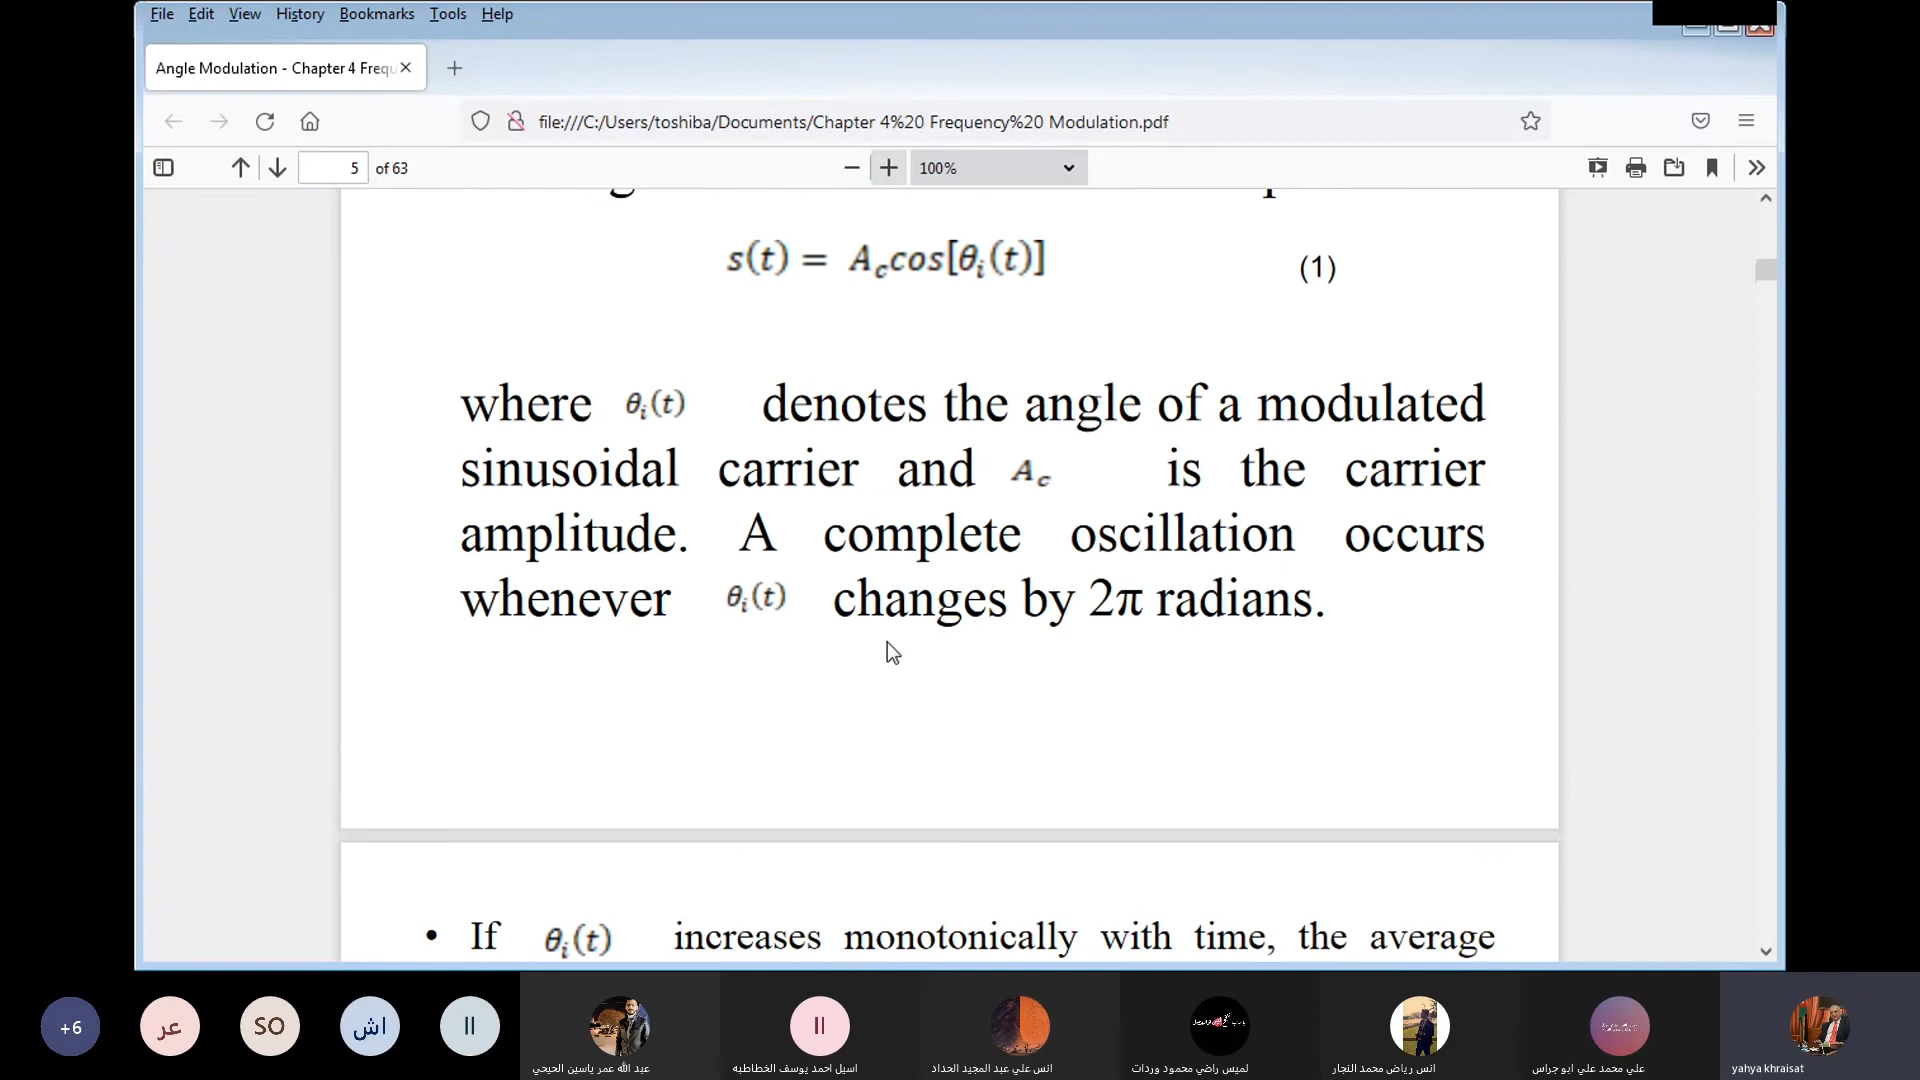 File Edit View History Bookmarks Tools Help
Angle Modulation - Chapter 4 Frequ
file:///C:/Users/toshiba/Documents/Chapter 4%20 Frequency%20 Modulation.pdf
5 of 63
100%
s(t) = A_c cos[θ_i(t)] (1)
where θ_i(t) denotes the angle of a modulated
sinusoidal carrier and A_c is the carrier
amplitude. A complete oscillation occurs
whenever θ_i(t) changes by 2π radians.
• If θ_i(t) increases monotonically with time, the average
+6 عر SO اش ||
عبد الله عمر ياسين الحيحي
||
اسيل احمد يوسف الخطاطبه
انس علي عبد المجيد الحداد
لميس راضي محمود وردات
انس رياض محمد النجار
علي محمد علي ابو جراس
yahya khraisat